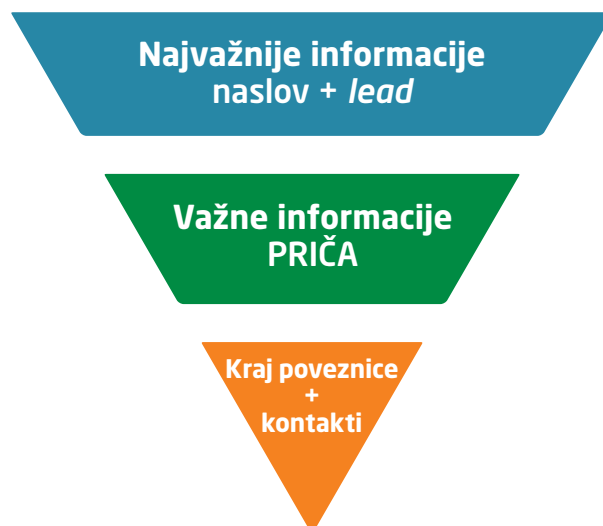 Najvažnije informacije
naslov + lead
Važne informacije
PRIČA
Kraj poveznice
+
kontakti